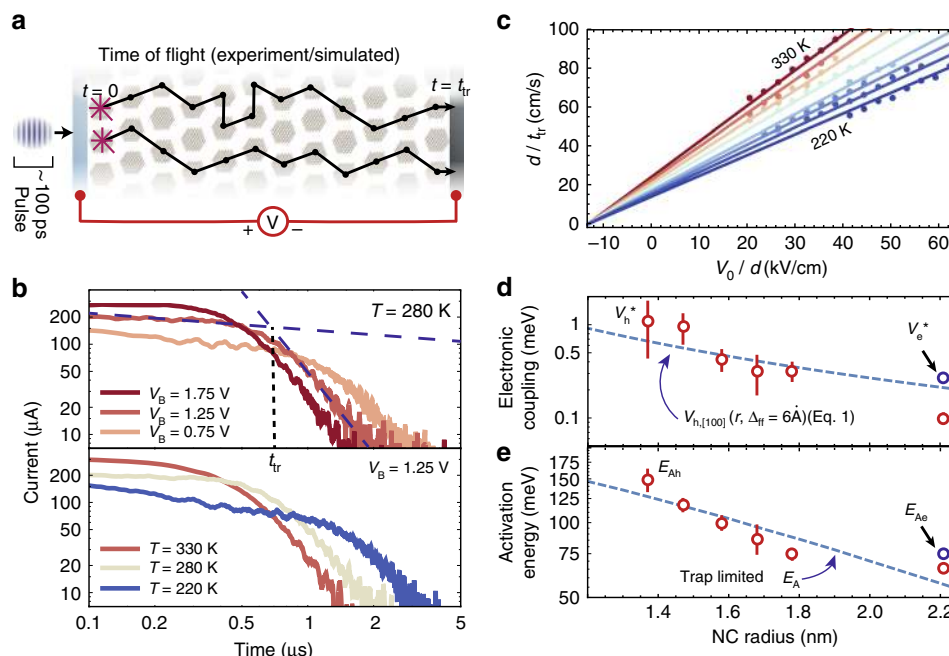 a
Time of flight (experiment/simulated)
t = 0
t = t_tr
~100 ps
Pulse
+ V −
b
T = 280 K
200
100
50
20
10
V_B = 1.75 V
V_B = 1.25 V
V_B = 0.75 V
t_tr
V_B = 1.25 V
Current (μA)
200
100
50
20
10
T = 330 K
T = 280 K
T = 220 K
0.1
0.2
0.5
1
2
5
Time (μs)
c
100
80
60
40
20
0
d / t_tr (cm/s)
330 K
220 K
−10
0
10
20
30
40
50
60
V_0 / d (kV/cm)
d
Electronic
coupling (meV)
1
0.5
0.1
V_h*
V_e*
V_h,[100] (r, Δ_ff = 6Å)(Eq. 1)
e
Activation
energy (meV)
175
150
125
100
75
50
E_Ah
E_Ae
Trap limited
E_A
1.4
1.6
1.8
2.0
2.2
NC radius (nm)